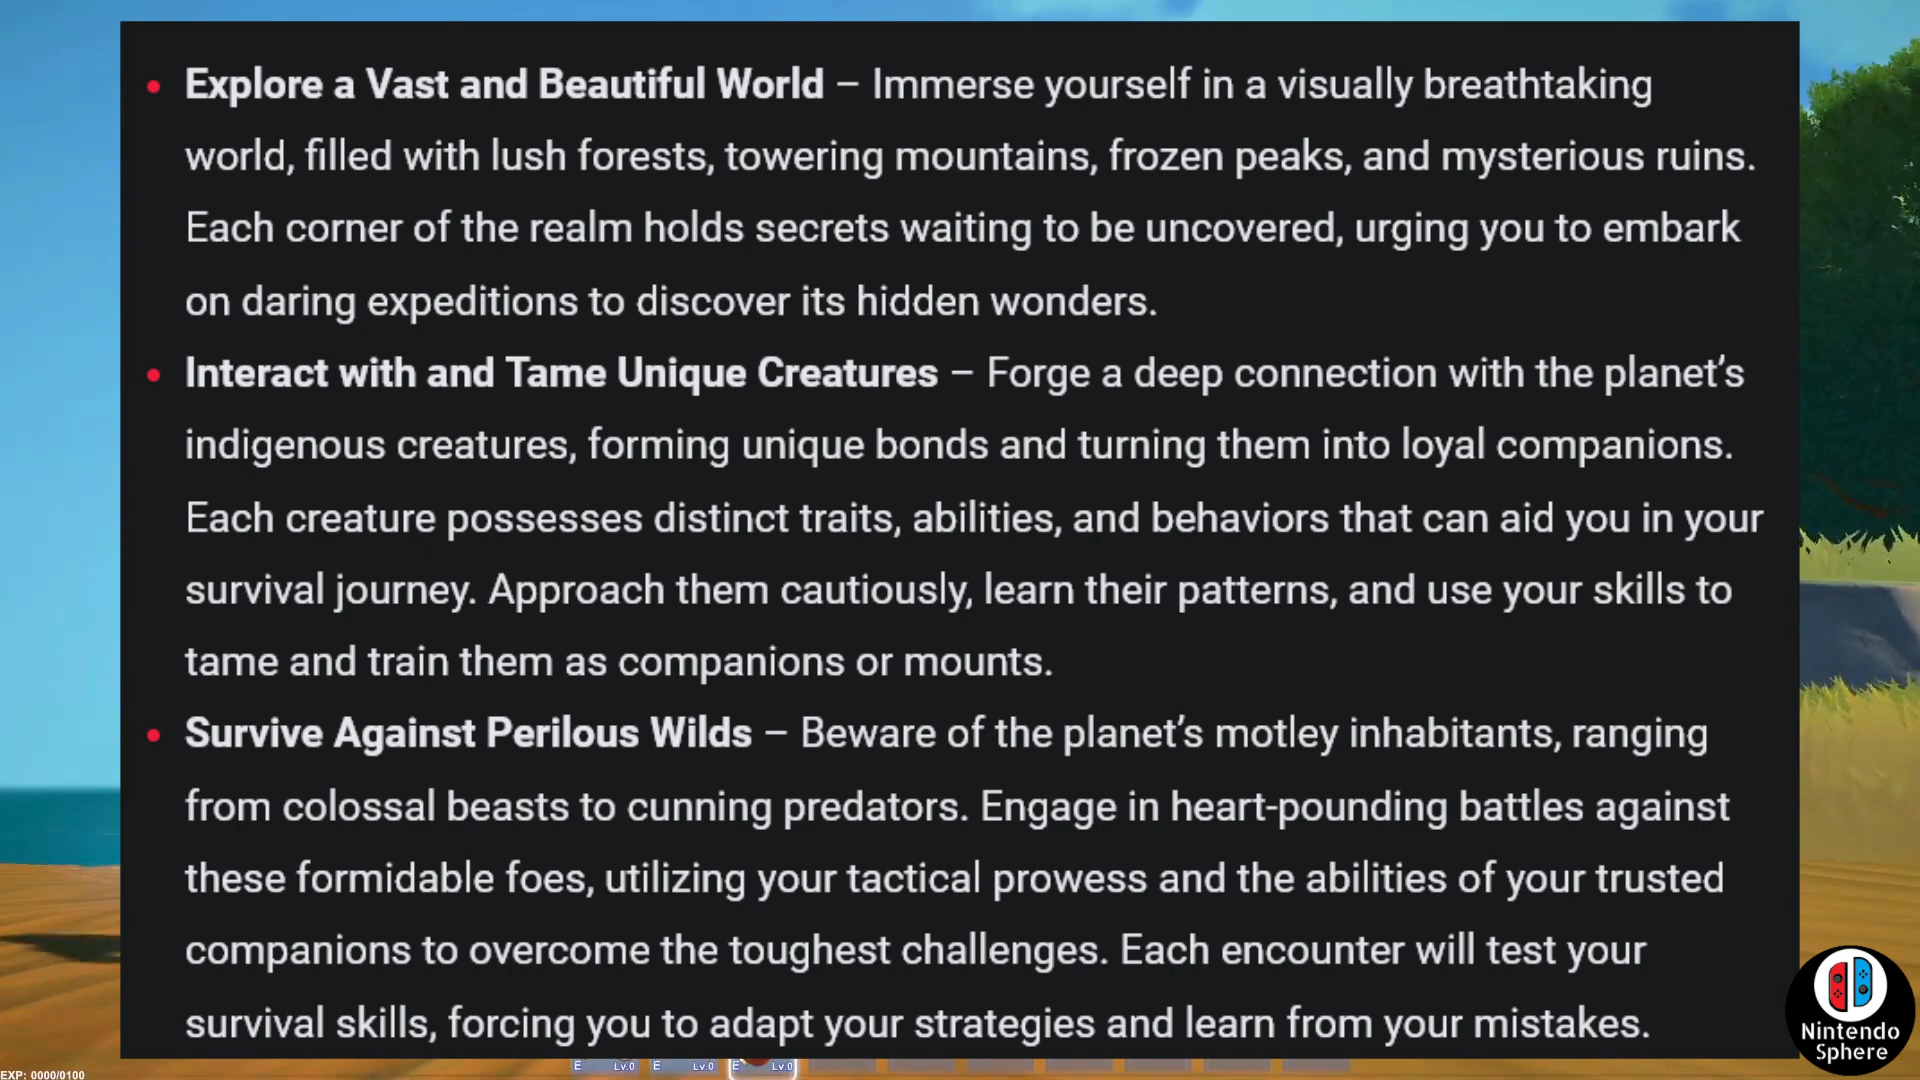 Explore a Vast and Beautiful World – Immerse yourself in a visually breathtaking
world, filled with lush forests, towering mountains, frozen peaks, and mysterious ruins.
Each corner of the realm holds secrets waiting to be uncovered, urging you to embark
on daring expeditions to discover its hidden wonders.
Interact with and Tame Unique Creatures – Forge a deep connection with the planet’s
indigenous creatures, forming unique bonds and turning them into loyal companions.
Each creature possesses distinct traits, abilities, and behaviors that can aid you in your
survival journey. Approach them cautiously, learn their patterns, and use your skills to
tame and train them as companions or mounts.
Survive Against Perilous Wilds – Beware of the planet’s motley inhabitants, ranging
from colossal beasts to cunning predators. Engage in heart-pounding battles against
these formidable foes, utilizing your tactical prowess and the abilities of your trusted
companions to overcome the toughest challenges. Each encounter will test your
survival skills, forcing you to adapt your strategies and learn from your mistakes.
Nintendo
Sphere
E Lv.0 E Lv.0 E Lv.0
EXP: 0000/0100